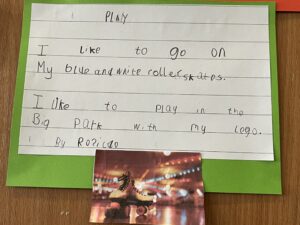 PLAY
I like to go on
My blue and white roller skates.
I like to play in the
Big park with my lego.
By